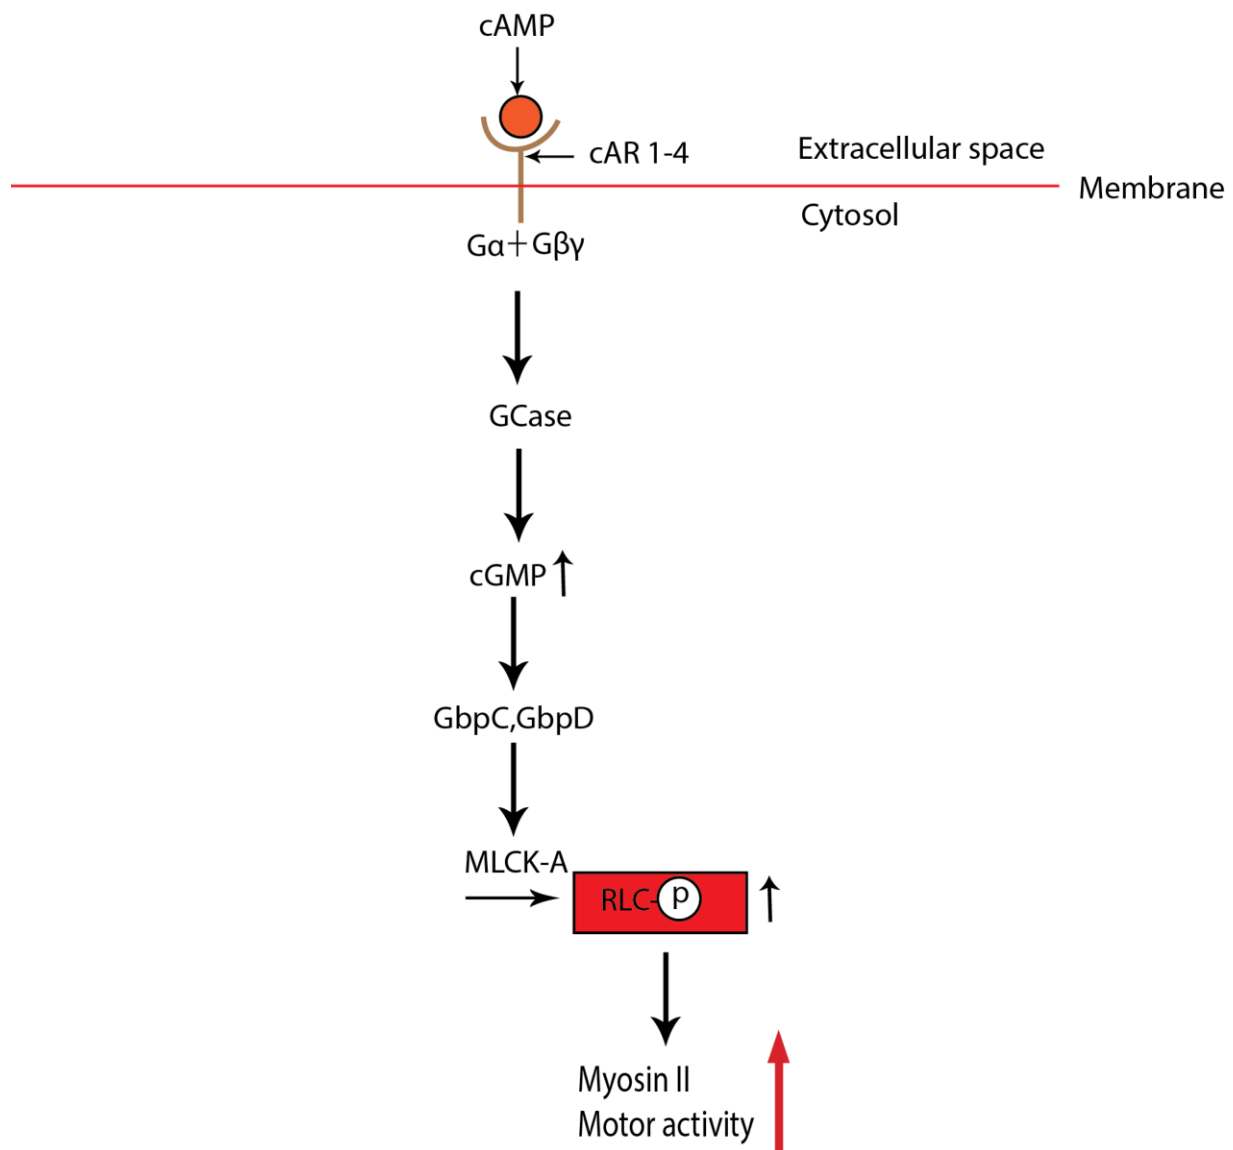 cAMP
cAR 1-4
Extracellular space
Membrane
Cytosol
Gα+Gβγ
GCase
cGMP
GbpC,GbpD
MLCK-A
RLC-p
Myosin II
Motor activity